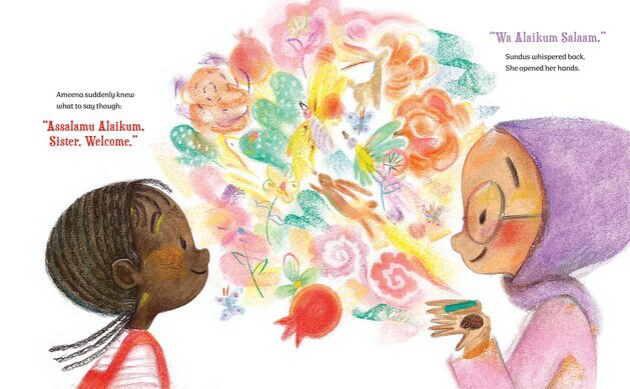 Ameena suddenly knew
what to say though:
"Assalamu Alaikum,
Sister. Welcome."
"Wa Alaikum Salaam,"
Sundus whispered back.
She opened her hands.